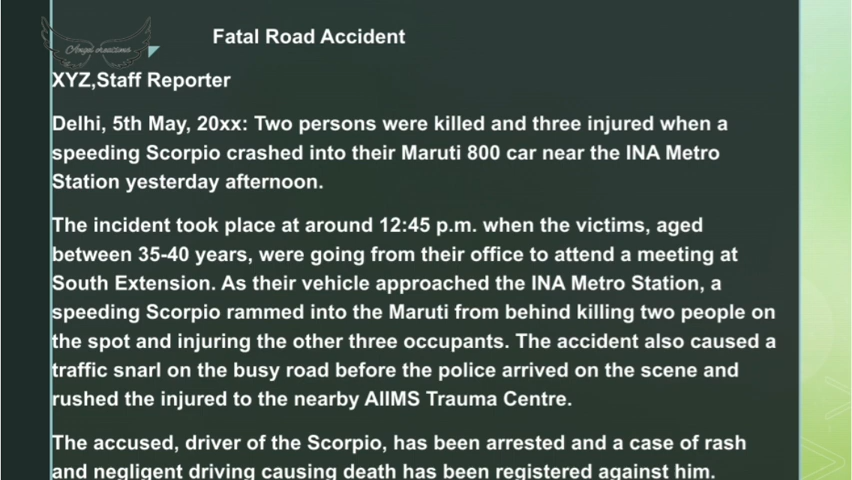 Angel creations
Fatal Road Accident
XYZ,Staff Reporter
Delhi, 5th May, 20xx: Two persons were killed and three injured when a
speeding Scorpio crashed into their Maruti 800 car near the INA Metro
Station yesterday afternoon.
The incident took place at around 12:45 p.m. when the victims, aged
between 35-40 years, were going from their office to attend a meeting at
South Extension. As their vehicle approached the INA Metro Station, a
speeding Scorpio rammed into the Maruti from behind killing two people on
the spot and injuring the other three occupants. The accident also caused a
traffic snarl on the busy road before the police arrived on the scene and
rushed the injured to the nearby AIIMS Trauma Centre.
The accused, driver of the Scorpio, has been arrested and a case of rash
and negligent driving causing death has been registered against him.